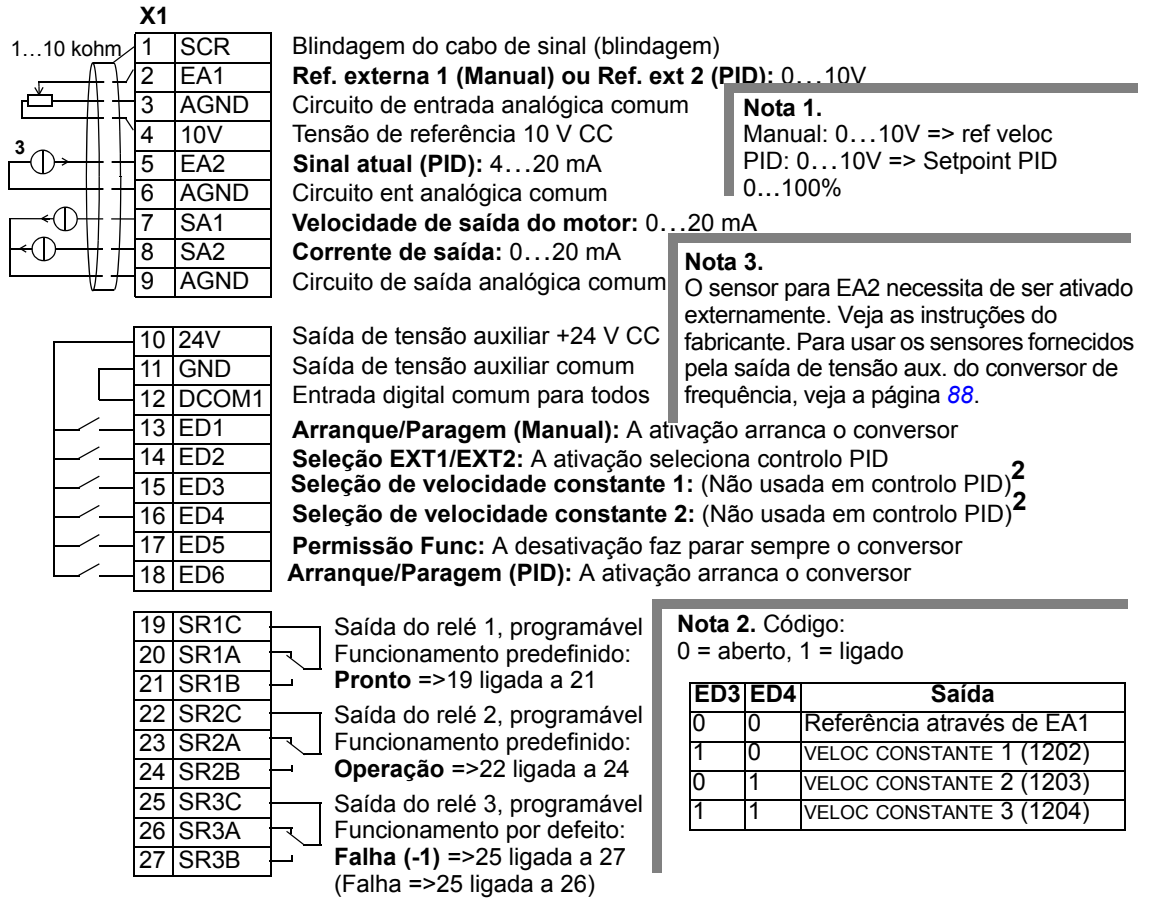 X1
1…10 kohm
1 SCR Blindagem do cabo de sinal (blindagem)
2 EA1 Ref. externa 1 (Manual) ou Ref. ext 2 (PID): 0…10V
3 AGND Circuito de entrada analógica comum
4 10V Tensão de referência 10 V CC
3
5 EA2 Sinal atual (PID): 4…20 mA
6 AGND Circuito ent analógica comum
7 SA1 Velocidade de saída do motor: 0…20 mA
8 SA2 Corrente de saída: 0…20 mA
9 AGND Circuito de saída analógica comum
Nota 1.
Manual: 0…10V => ref veloc
PID: 0…10V => Setpoint PID
0…100%
Nota 3.
O sensor para EA2 necessita de ser ativado
externamente. Veja as instruções do
fabricante. Para usar os sensores fornecidos
pela saída de tensão aux. do conversor de
frequência, veja a página 88.
10 24V Saída de tensão auxiliar +24 V CC
11 GND Saída de tensão auxiliar comum
12 DCOM1 Entrada digital comum para todos
13 ED1 Arranque/Paragem (Manual): A ativação arranca o conversor
14 ED2 Seleção EXT1/EXT2: A ativação seleciona controlo PID
15 ED3 Seleção de velocidade constante 1: (Não usada em controlo PID)2
16 ED4 Seleção de velocidade constante 2: (Não usada em controlo PID)2
17 ED5 Permissão Func: A desativação faz parar sempre o conversor
18 ED6 Arranque/Paragem (PID): A ativação arranca o conversor
19 SR1C Saída do relé 1, programável
20 SR1A Funcionamento predefinido:
21 SR1B Pronto =>19 ligada a 21
22 SR2C Saída do relé 2, programável
23 SR2A Funcionamento predefinido:
24 SR2B Operação =>22 ligada a 24
25 SR3C Saída do relé 3, programável
26 SR3A Funcionamento por defeito:
27 SR3B Falha (-1) =>25 ligada a 27
(Falha =>25 ligada a 26)
Nota 2. Código:
0 = aberto, 1 = ligado
ED3 ED4 Saída
0 0 Referência através de EA1
1 0 VELOC CONSTANTE 1 (1202)
0 1 VELOC CONSTANTE 2 (1203)
1 1 VELOC CONSTANTE 3 (1204)